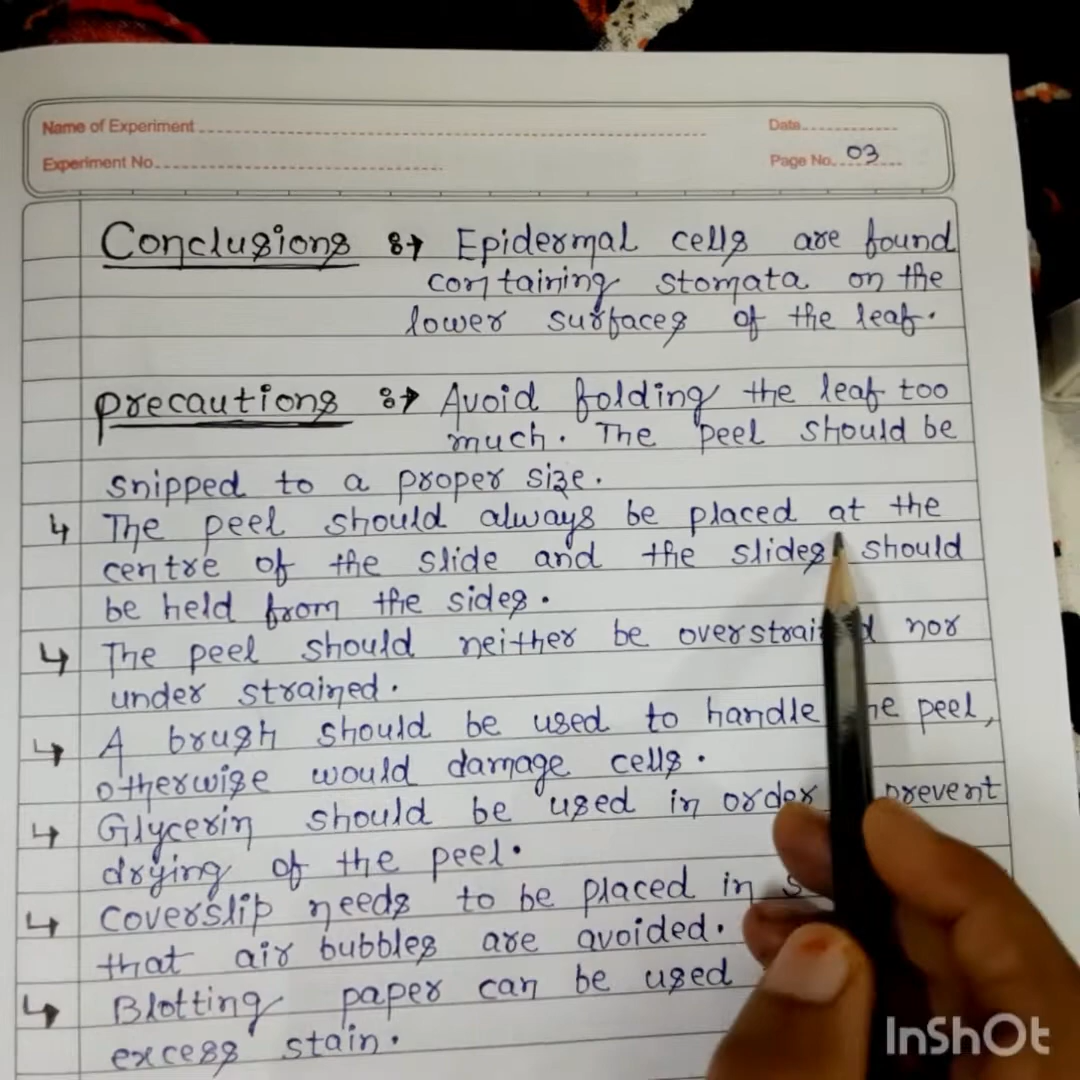 Name of Experiment
Date
Experiment No.
Page No. 03
Conclusions :→ Epidermal cells are found
containing stomata on the
lower surfaces of the leaf.
precautions :→ Avoid folding the leaf too
much. The peel should be
snipped to a proper size.
↳ The peel should always be placed at the
centre of the slide and the slides should
be held from the sides.
↳ The peel should neither be overstrained nor
under strained.
↳ A brush should be used to handle the peel,
otherwise would damage cells.
↳ Glycerin should be used in order prevent
drying of the peel.
↳ Coverslip needs to be placed in
that air bubbles are avoided.
↳ Blotting paper can be used
excess stain.
InShOt